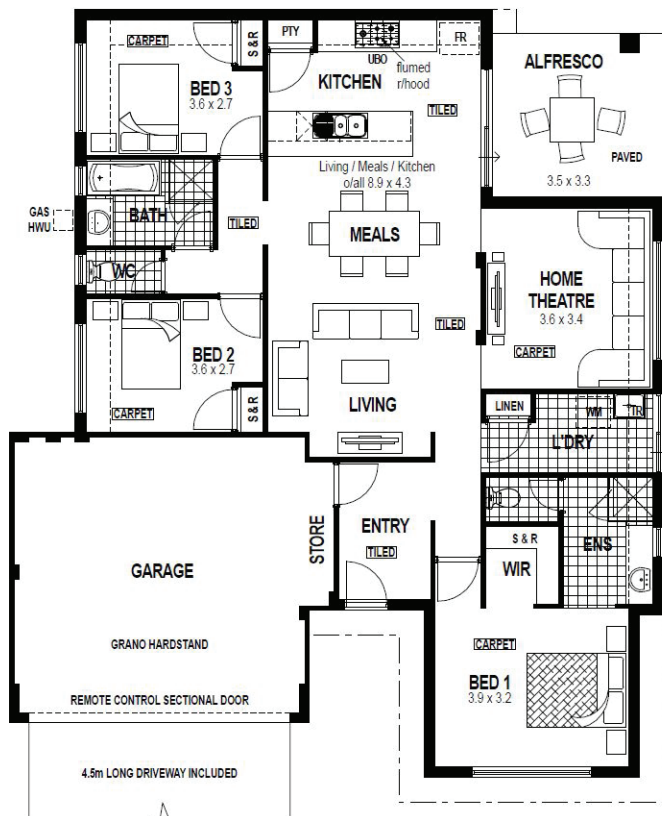 CARPET
S & R
PTY
FR
UBO
flumed
r/hood
ALFRESCO
BED 3
3.6 x 2.7
KITCHEN
TILED
PAVED
3.5 x 3.3
Living / Meals / Kitchen
o/all 8.9 x 4.3
GAS
HWU
BATH
TILED
MEALS
WC
HOME
THEATRE
3.6 x 3.4
CARPET
TILED
BED 2
3.6 x 2.7
CARPET
S & R
LIVING
LINEN
WM
TR
L'DRY
STORE
ENTRY
TILED
S & R
WIR
ENS
GARAGE
GRANO HARDSTAND
REMOTE CONTROL SECTIONAL DOOR
CARPET
BED 1
3.9 x 3.2
4.5m LONG DRIVEWAY INCLUDED